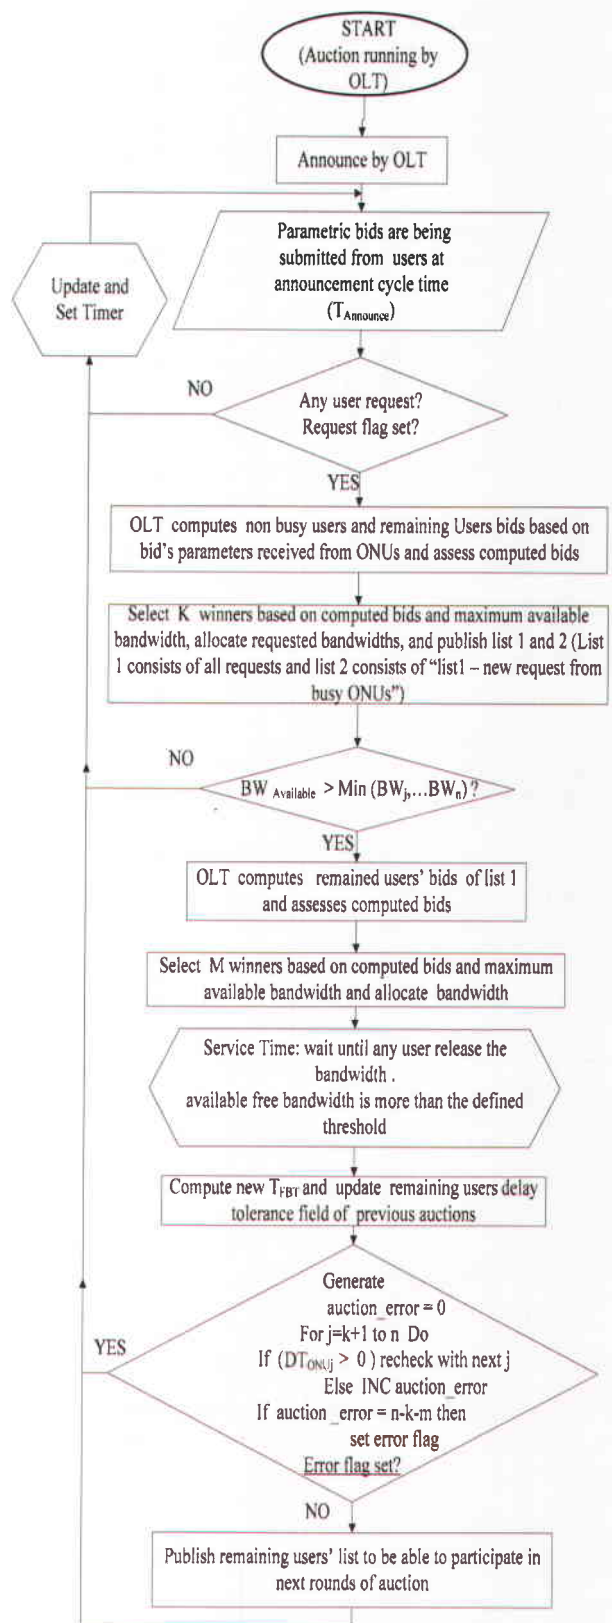 START
(Auction running by
OLT)
Announce by OLT
Parametric bids are being
submitted from users at
announcement cycle time
(T_Announce)
Update and
Set Timer
NO
Any user request?
Request flag set?
YES
OLT computes non busy users and remaining Users bids based on
bid's parameters received from ONUs and assess computed bids
Select K winners based on computed bids and maximum available
bandwidth, allocate requested bandwidths, and publish list 1 and 2 (List
1 consists of all requests and list 2 consists of "list1 – new request from
busy ONUs")
NO
BW Available > Min (BWj,...BWn) ?
YES
OLT computes remained users' bids of list 1
and assesses computed bids
Select M winners based on computed bids and maximum
available bandwidth and allocate bandwidth
Service Time: wait until any user release the
bandwidth .
available free bandwidth is more than the defined
threshold
Compute new T_FBT and update remaining users delay
tolerance field of previous auctions
Generate
auction_error = 0
YES
For j=k+1 to n Do
If (DT_ONUj > 0 ) recheck with next j
Else INC auction_error
If auction_error = n-k-m then
set error flag
Error flag set?
NO
Publish remaining users' list to be able to participate in
next rounds of auction